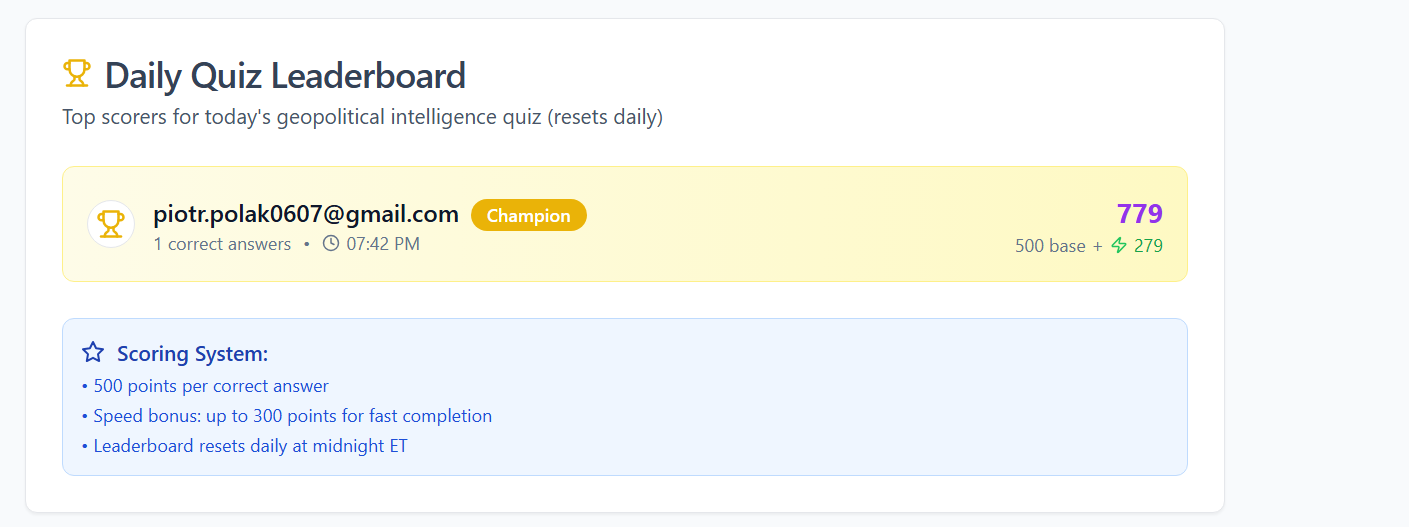 Daily Quiz Leaderboard
Top scorers for today's geopolitical intelligence quiz (resets daily)
piotr.polak0607@gmail.com Champion
779
1 correct answers • 07:42 PM
500 base + 279
Scoring System:
• 500 points per correct answer
• Speed bonus: up to 300 points for fast completion
• Leaderboard resets daily at midnight ET